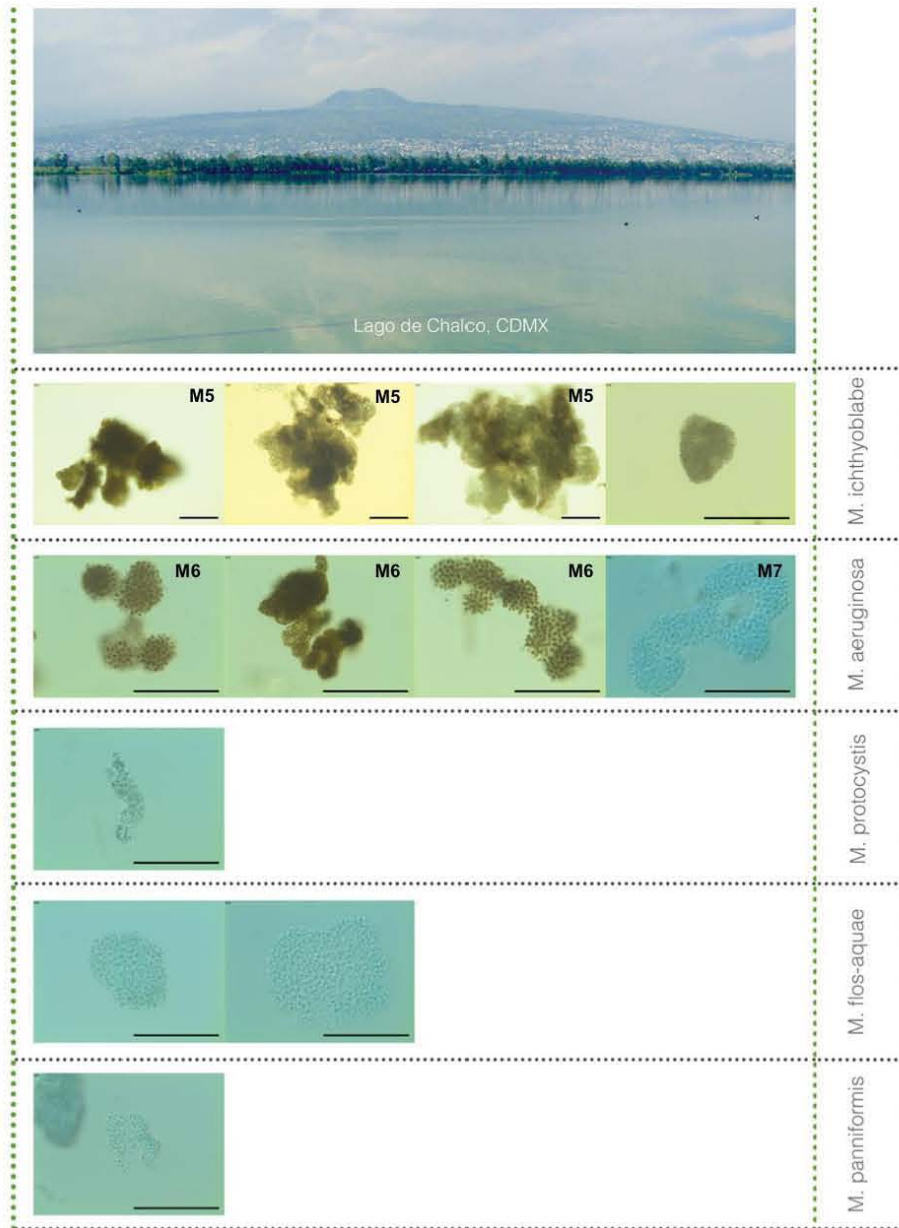 Lago de Chalco, CDMX
M5
M5
M5
M. ichthyoblabe
M6
M6
M6
M7
M. aeruginosa
M. protocystis
M. flos-aquae
M. panniformis